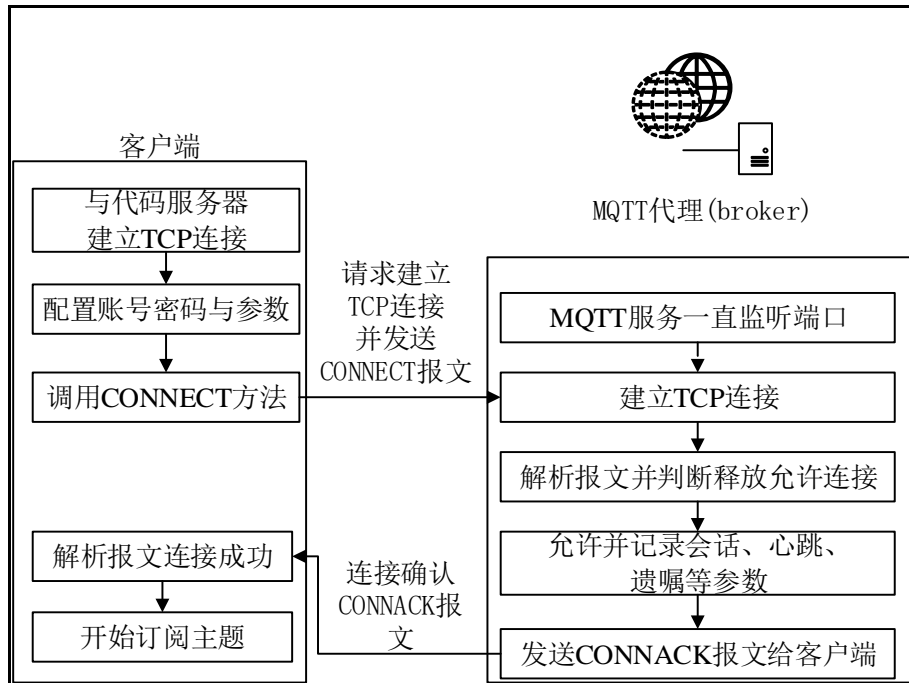 客户端
与代码服务器
建立TCP连接
配置账号密码与参数
调用CONNECT方法
解析报文连接成功
开始订阅主题
请求建立
TCP连接
并发送
CONNECT报文
连接确认
CONNACK报
文
MQTT代理(broker)
MQTT服务一直监听端口
建立TCP连接
解析报文并判断释放允许连接
允许并记录会话、心跳、
遗嘱等参数
发送CONNACK报文给客户端